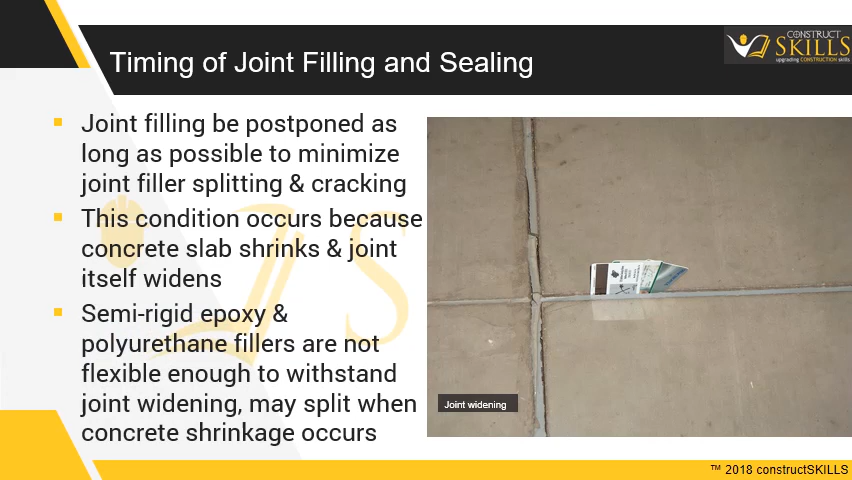 CONSTRUCT
SKILLS
upgrading CONSTRUCTION skills
Timing of Joint Filling and Sealing
Joint filling be postponed as
long as possible to minimize
joint filler splitting & cracking
This condition occurs because
concrete slab shrinks & joint
itself widens
Semi-rigid epoxy &
polyurethane fillers are not
flexible enough to withstand
joint widening, may split when
concrete shrinkage occurs
Joint widening
™ 2018 constructSKILLS